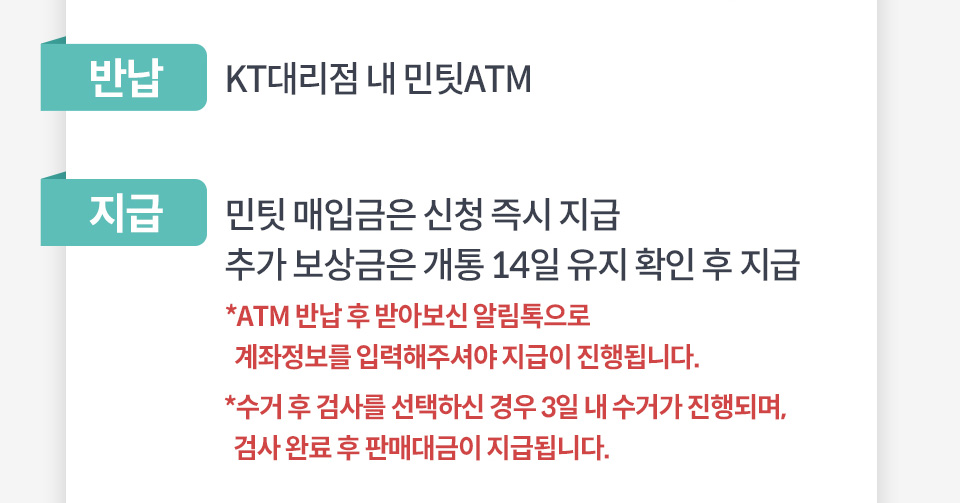 반납
KT대리점 내 민팃ATM
지급
민팃 매입금은 신청 즉시 지급
추가 보상금은 개통 14일 유지 확인 후 지급
*ATM 반납 후 받아보신 알림톡으로
계좌정보를 입력해주셔야 지급이 진행됩니다.
*수거 후 검사를 선택하신 경우 3일 내 수거가 진행되며,
검사 완료 후 판매대금이 지급됩니다.